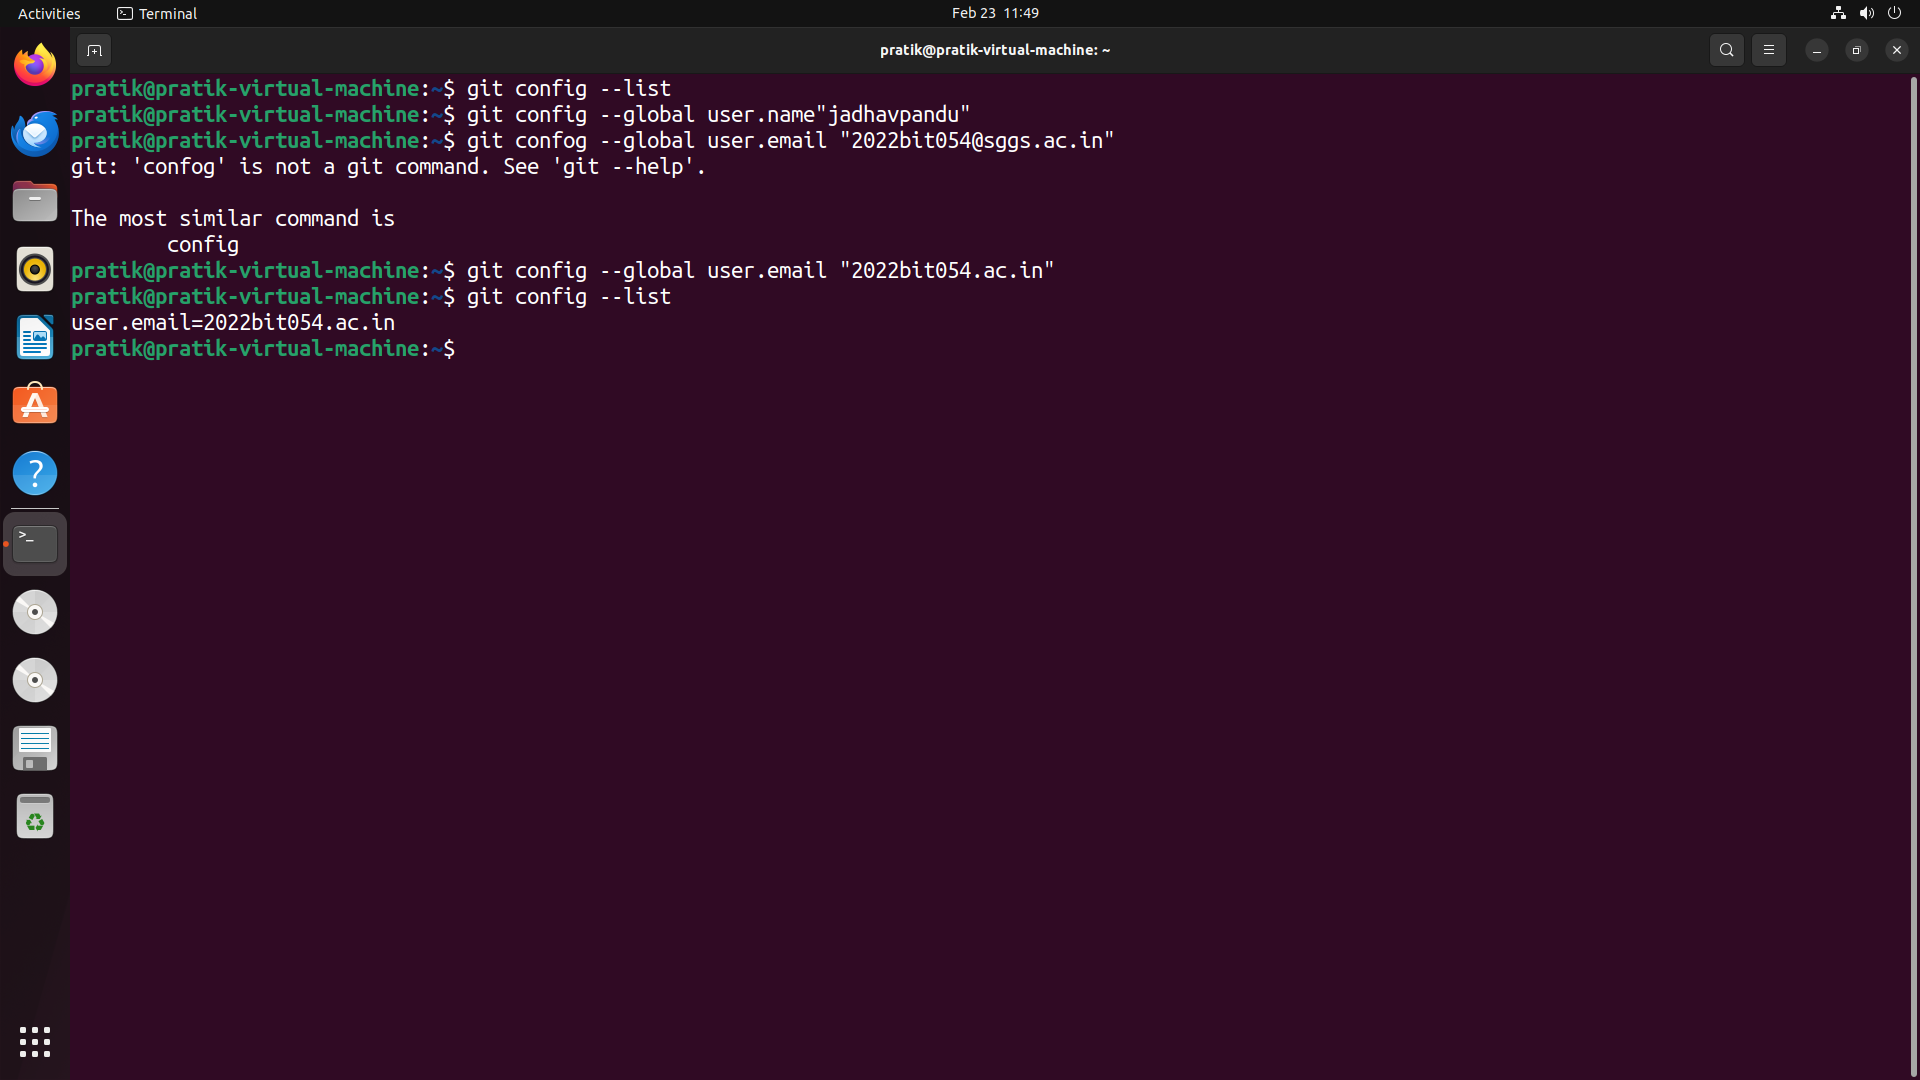 Activities Terminal Feb 23 11:49
pratik@pratik-virtual-machine: ~
pratik@pratik-virtual-machine:~$ git config --list
pratik@pratik-virtual-machine:~$ git config --global user.name"jadhavpandu"
pratik@pratik-virtual-machine:~$ git confog --global user.email "2022bit054@sggs.ac.in"
git: 'confog' is not a git command. See 'git --help'.

The most similar command is
        config
pratik@pratik-virtual-machine:~$ git config --global user.email "2022bit054.ac.in"
pratik@pratik-virtual-machine:~$ git config --list
user.email=2022bit054.ac.in
pratik@pratik-virtual-machine:~$